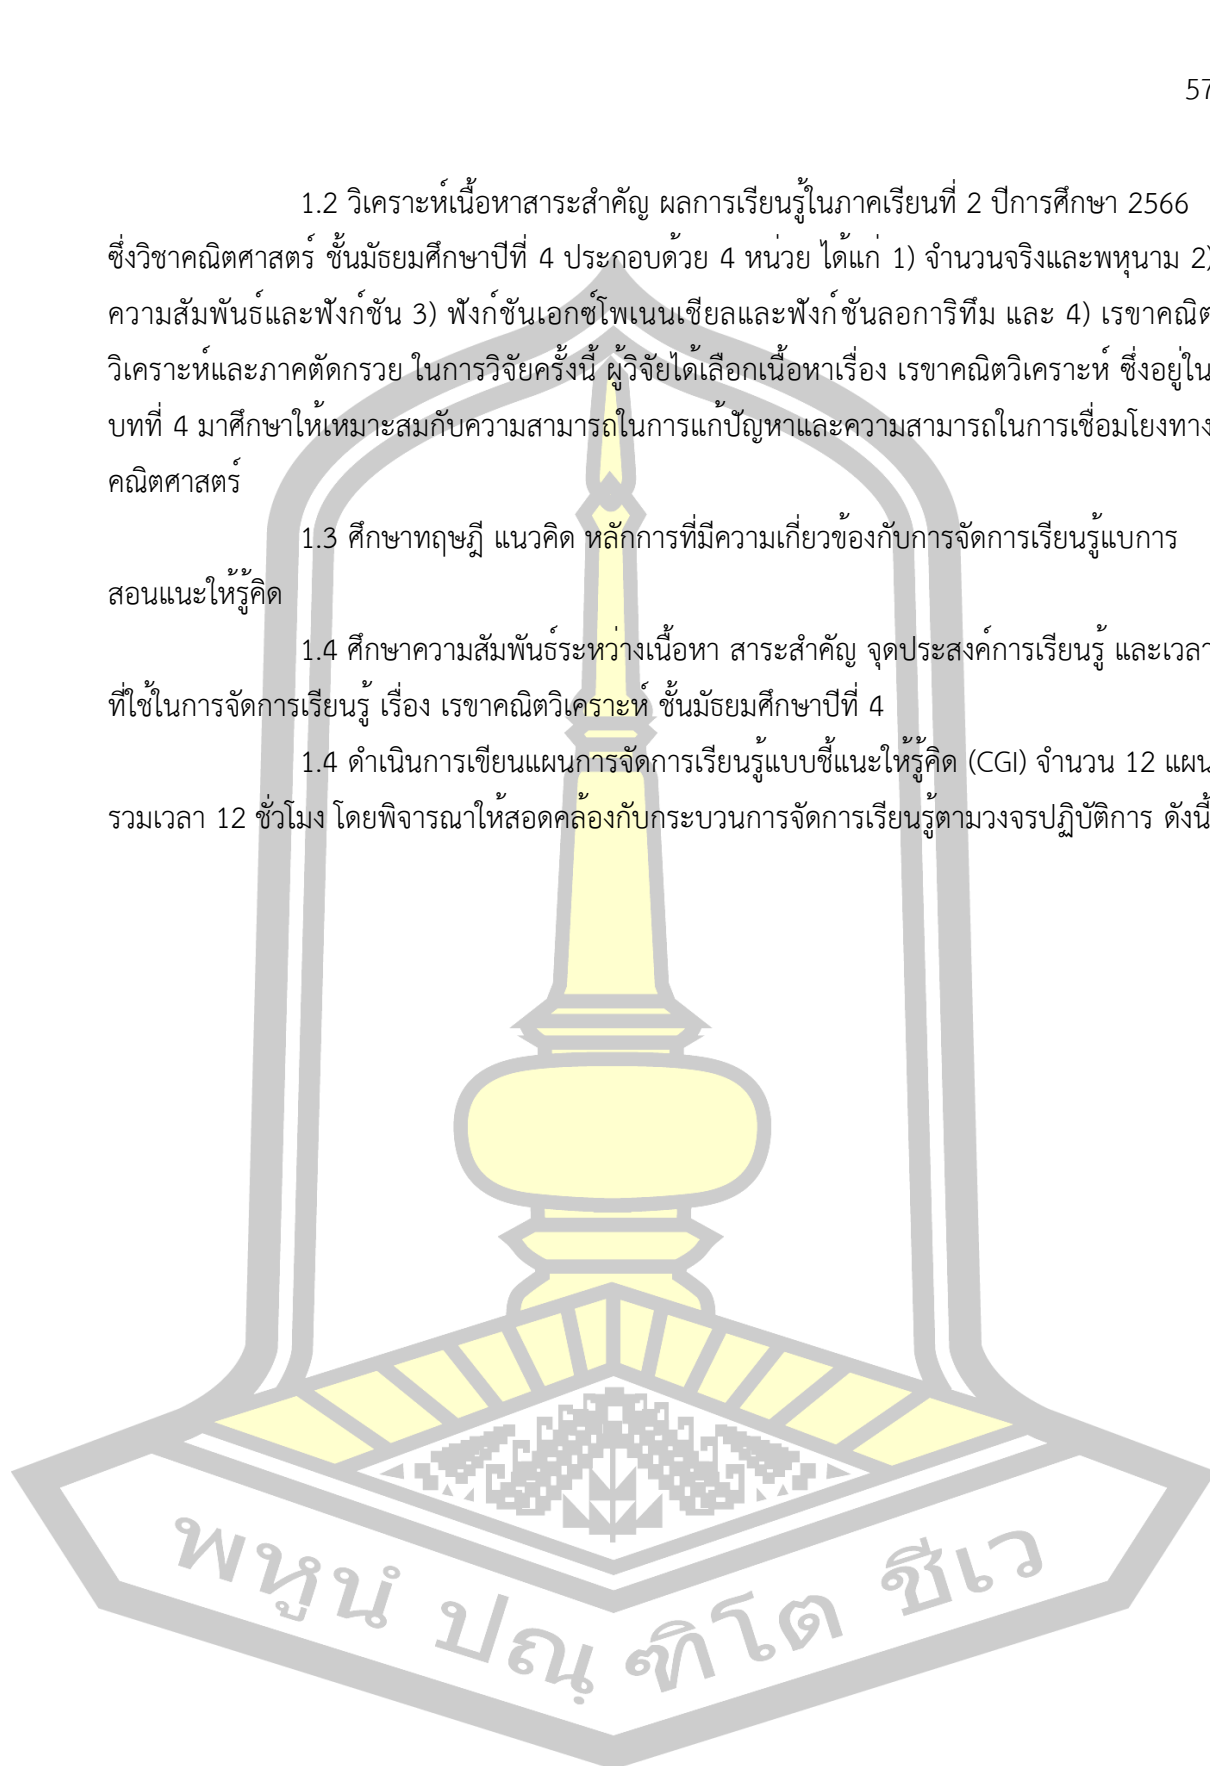 57
1.2 วิเคราะห์เนื้อหาสาระสำคัญ ผลการเรียนรู้ในภาคเรียนที่ 2 ปีการศึกษา 2566
ซึ่งวิชาคณิตศาสตร์ ชั้นมัธยมศึกษาปีที่ 4 ประกอบด้วย 4 หน่วย ได้แก่ 1) จำนวนจริงและพหุนาม 2)
ความสัมพันธ์และฟังก์ชัน 3) ฟังก์ชันเอกซ์โพเนนเชียลและฟังก์ชันลอการิทึม และ 4) เรขาคณิต
วิเคราะห์และภาคตัดกรวย ในการวิจัยครั้งนี้ ผู้วิจัยได้เลือกเนื้อหาเรื่อง เรขาคณิตวิเคราะห์ ซึ่งอยู่ใน
บทที่ 4 มาศึกษาให้เหมาะสมกับความสามารถในการแก้ปัญหาและความสามารถในการเชื่อมโยงทาง
คณิตศาสตร์
1.3 ศึกษาทฤษฎี แนวคิด หลักการที่มีความเกี่ยวข้องกับการจัดการเรียนรู้แบการ
สอนแนะให้รู้คิด
1.4 ศึกษาความสัมพันธ์ระหว่างเนื้อหา สาระสำคัญ จุดประสงค์การเรียนรู้ และเวลา
ที่ใช้ในการจัดการเรียนรู้ เรื่อง เรขาคณิตวิเคราะห์ ชั้นมัธยมศึกษาปีที่ 4
1.4 ดำเนินการเขียนแผนการจัดการเรียนรู้แบบชี้แนะให้รู้คิด (CGI) จำนวน 12 แผน
รวมเวลา 12 ชั่วโมง โดยพิจารณาให้สอดคล้องกับกระบวนการจัดการเรียนรู้ตามวงจรปฏิบัติการ ดังนี้
พหูนํ ปณฺฑิโต ชีเว